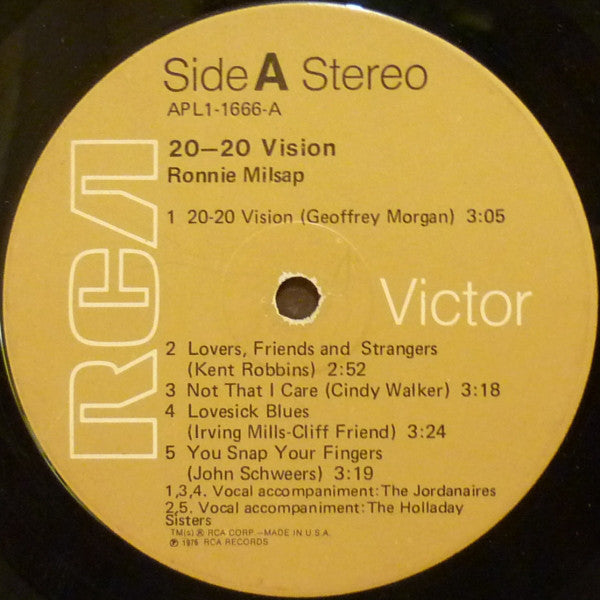 Side A Stereo
APL1-1666-A
20—20 Vision
Ronnie Milsap
1 20-20 Vision (Geoffrey Morgan) 3:05
RCA
Victor
2 Lovers, Friends and Strangers
(Kent Robbins) 2:52
3 Not That I Care (Cindy Walker) 3:18
4 Lovesick Blues
(Irving Mills-Cliff Friend) 3:24
5 You Snap Your Fingers
(John Schweers) 3:19
1,3,4. Vocal accompaniment: The Jordanaires
2,5. Vocal accompaniment: The Holladay
Sisters
TM(s) ® RCA CORP.—MADE IN U.S.A.
℗ 1976 RCA RECORDS